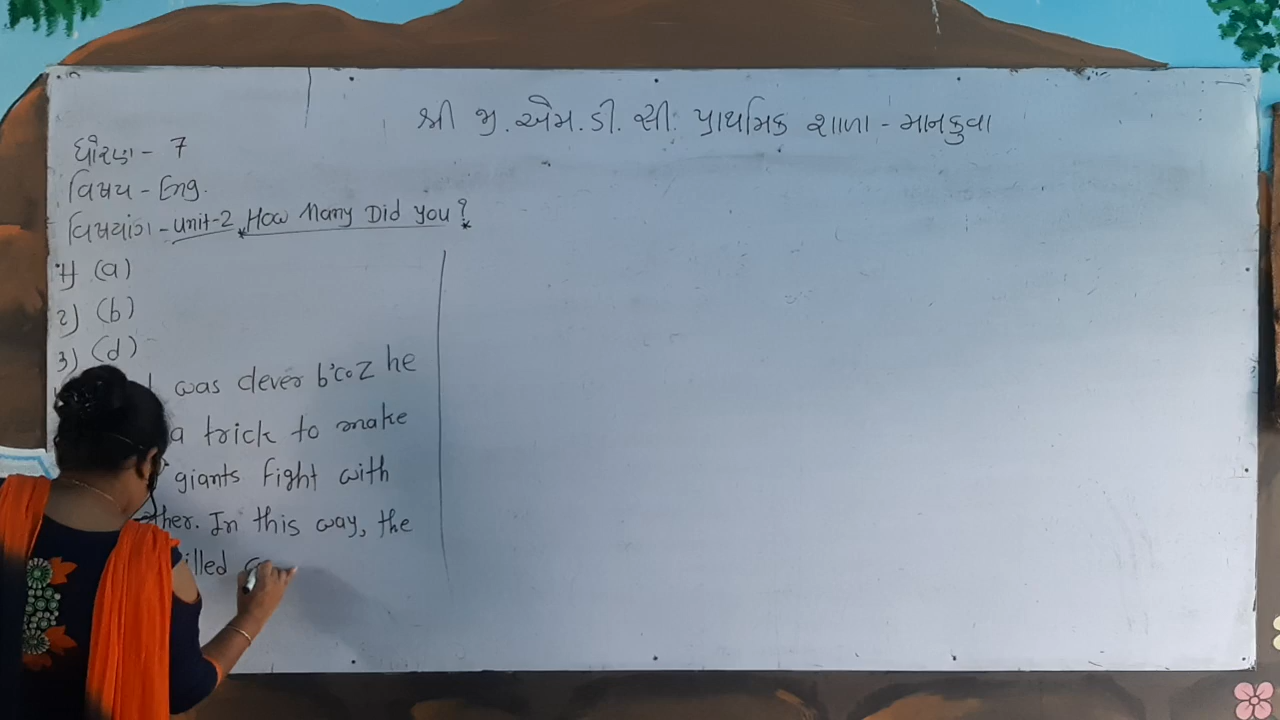 શ્રી જી.એમ.ડી.સી. પ્રાથમિક શાળા - માનકુવા
ધોરણ - 7
વિષય - Eng.
વિષયાંગ - unit-2 *How Many Did you?*
1) (a)
2) (b)
3) (d)
was clever b'coz he
a trick to make
giants fight with
ther. In this way, the
illed